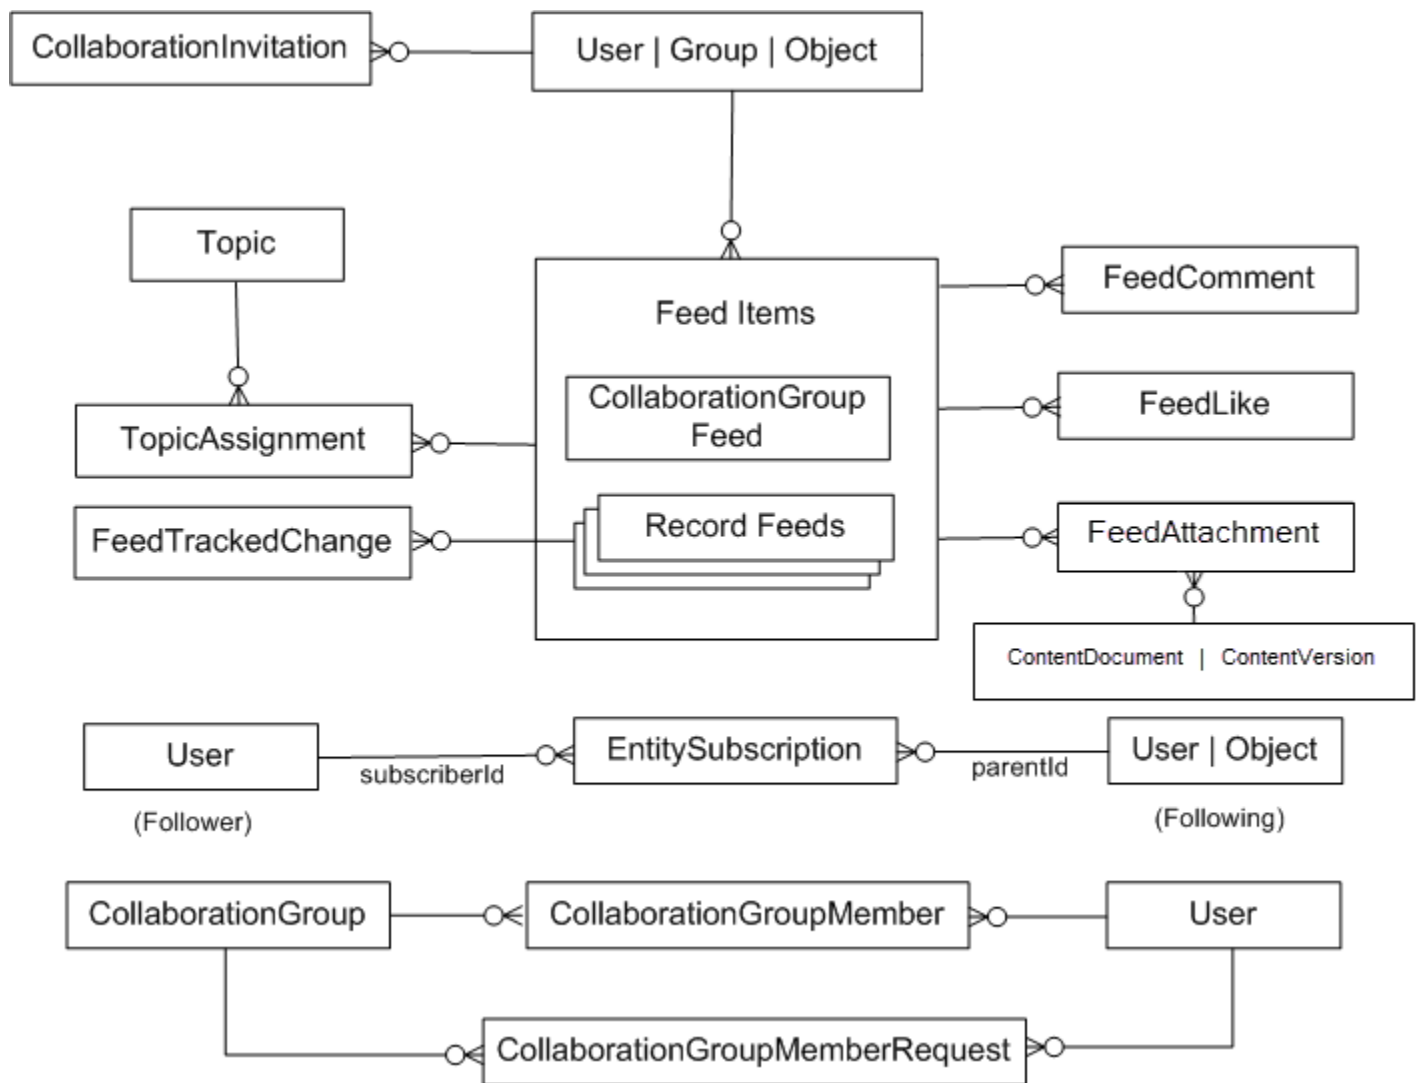 CollaborationInvitation
User | Group | Object
Topic
Feed Items
FeedComment
CollaborationGroup
Feed
FeedLike
TopicAssignment
Record Feeds
FeedAttachment
FeedTrackedChange
ContentDocument | ContentVersion
User
subscriberId
EntitySubscription
parentId
User | Object
(Follower)
(Following)
CollaborationGroup
CollaborationGroupMember
User
CollaborationGroupMemberRequest